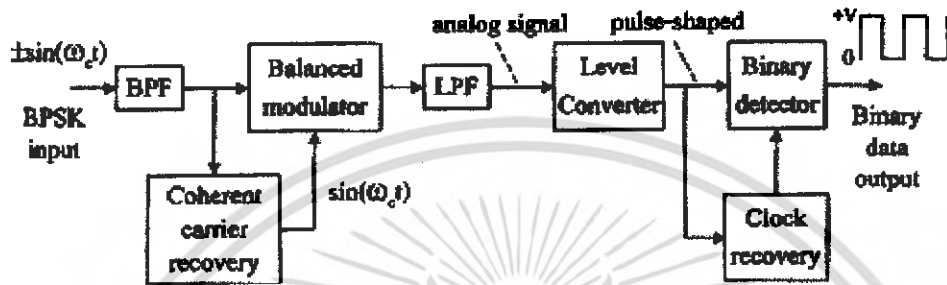 ±sin(ω_c t)
BPSK
input
BPF
Balanced
modulator
Coherent
carrier
recovery
sin(ω_c t)
LPF
analog signal
Level
Converter
pulse-shaped
Binary
detector
Clock
recovery
+V
0
Binary
data
output